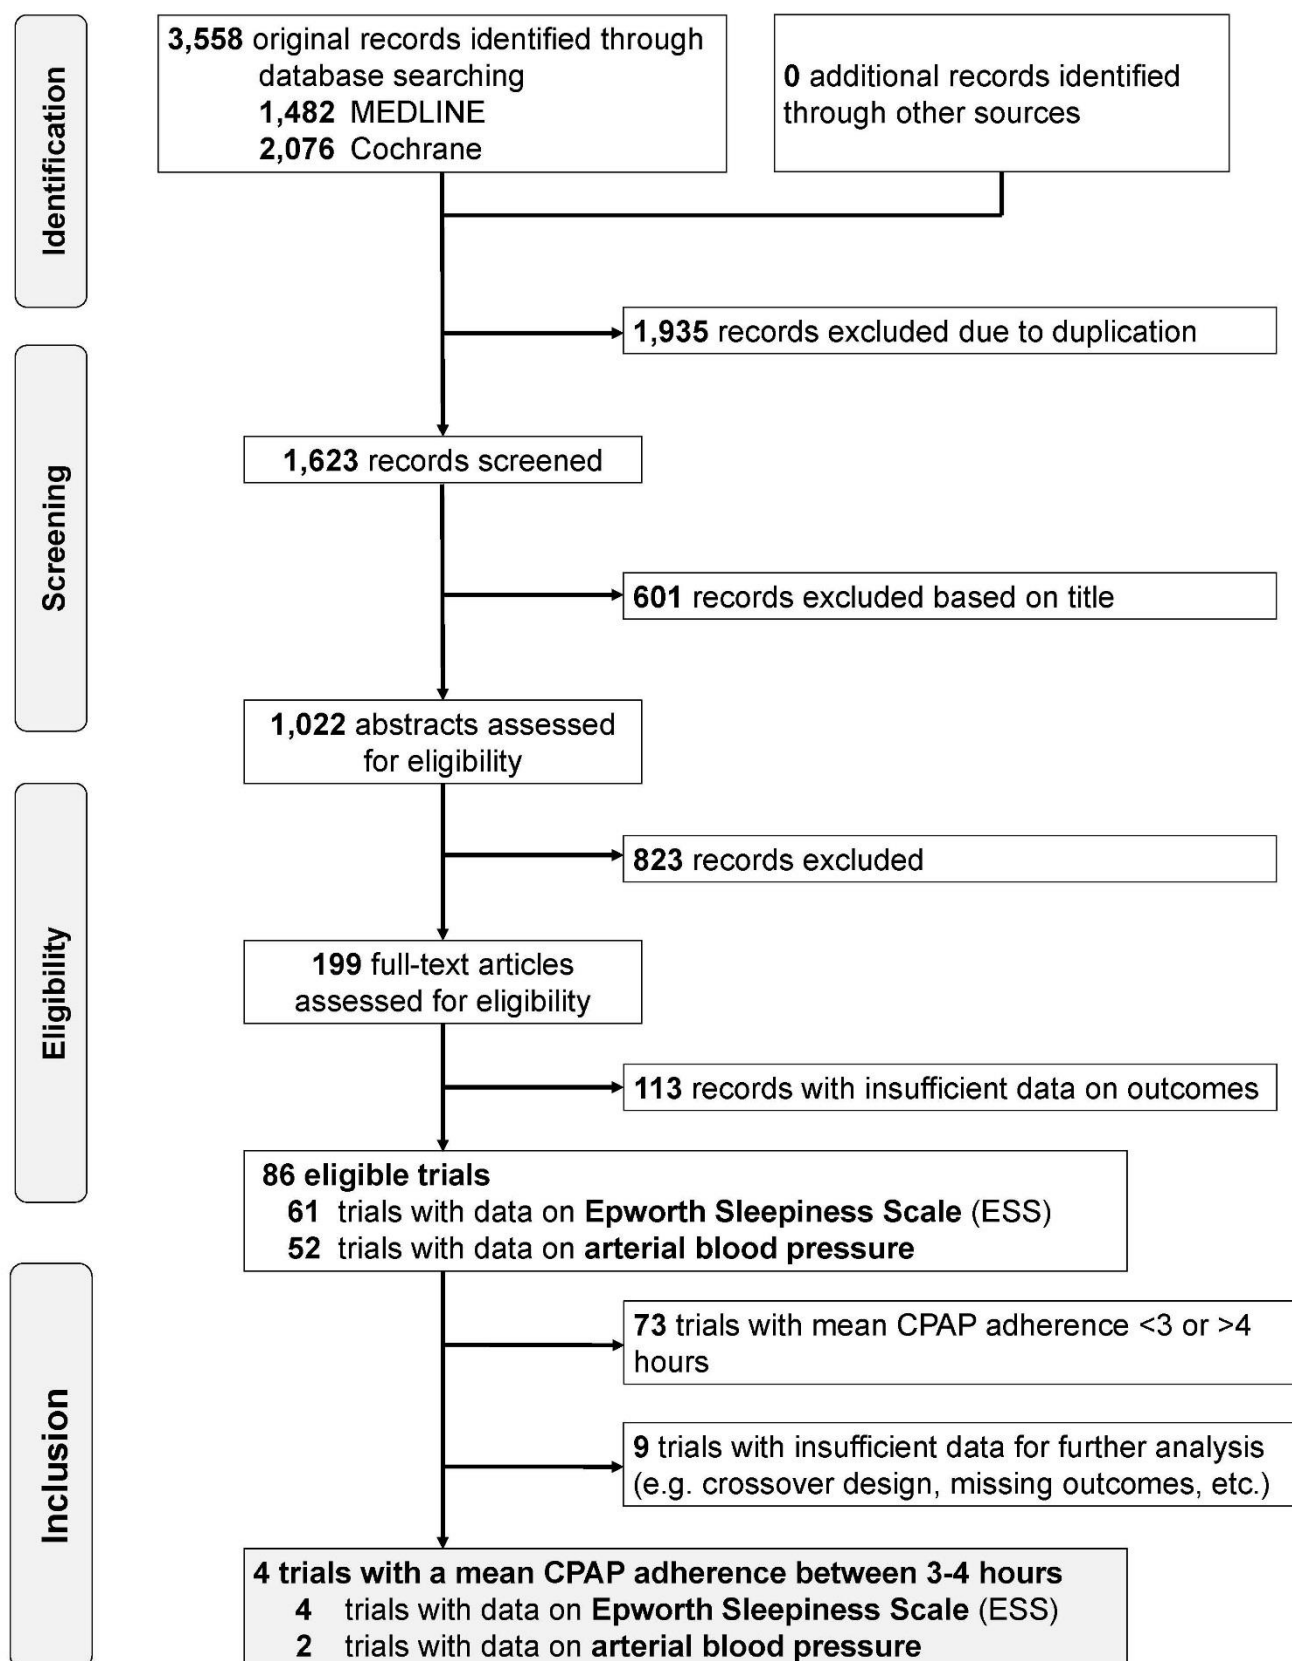 Identification
3,558 original records identified through
database searching
1,482 MEDLINE
2,076 Cochrane
0 additional records identified
through other sources
1,935 records excluded due to duplication
Screening
1,623 records screened
601 records excluded based on title
1,022 abstracts assessed
for eligibility
Eligibility
823 records excluded
199 full-text articles
assessed for eligibility
113 records with insufficient data on outcomes
86 eligible trials
61 trials with data on Epworth Sleepiness Scale (ESS)
52 trials with data on arterial blood pressure
Inclusion
73 trials with mean CPAP adherence <3 or >4
hours
9 trials with insufficient data for further analysis
(e.g. crossover design, missing outcomes, etc.)
4 trials with a mean CPAP adherence between 3-4 hours
4 trials with data on Epworth Sleepiness Scale (ESS)
2 trials with data on arterial blood pressure